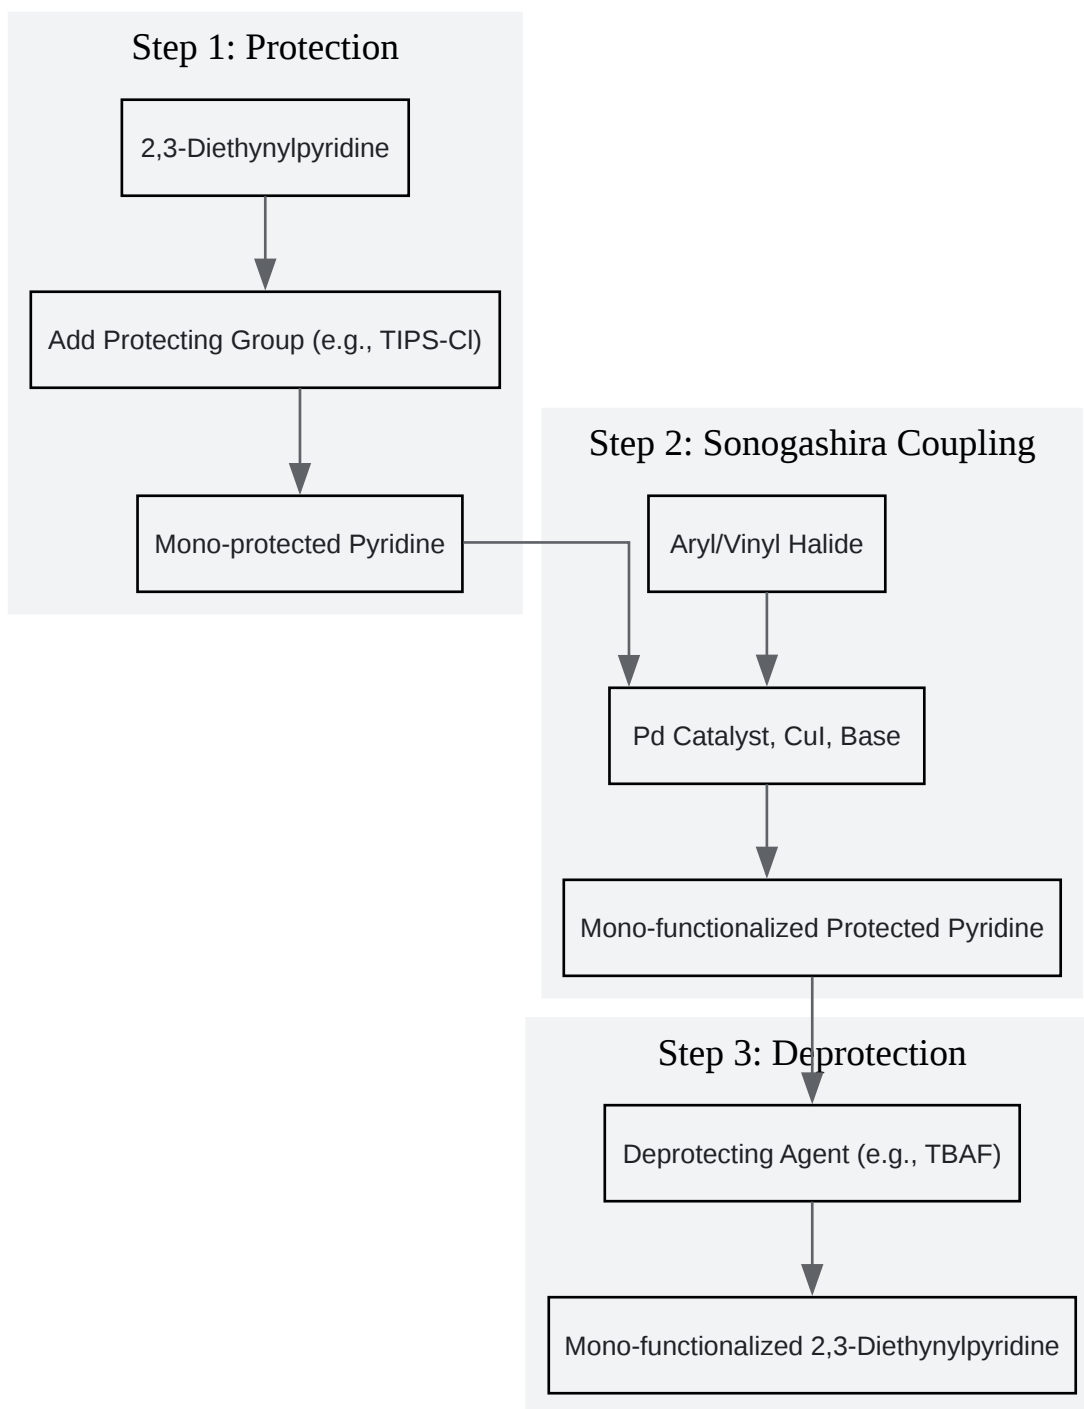 Step 1: Protection
2,3-Diethynylpyridine
Add Protecting Group (e.g., TIPS-Cl)
Mono-protected Pyridine
Step 2: Sonogashira Coupling
Aryl/Vinyl Halide
Pd Catalyst, CuI, Base
Mono-functionalized Protected Pyridine
Step 3: Deprotection
Deprotecting Agent (e.g., TBAF)
Mono-functionalized 2,3-Diethynylpyridine